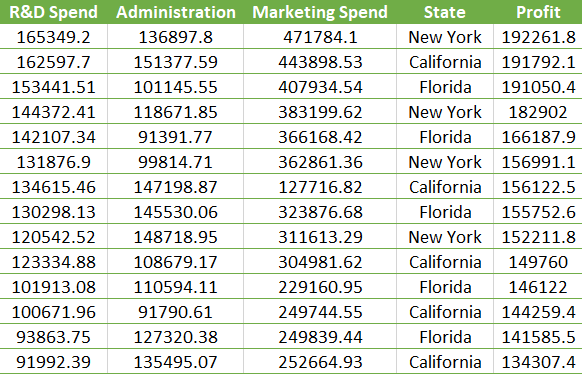 R&D Spend Administration Marketing Spend State Profit
165349.2 136897.8 471784.1 New York 192261.8
162597.7 151377.59 443898.53 California 191792.1
153441.51 101145.55 407934.54 Florida 191050.4
144372.41 118671.85 383199.62 New York 182902
142107.34 91391.77 366168.42 Florida 166187.9
131876.9 99814.71 362861.36 New York 156991.1
134615.46 147198.87 127716.82 California 156122.5
130298.13 145530.06 323876.68 Florida 155752.6
120542.52 148718.95 311613.29 New York 152211.8
123334.88 108679.17 304981.62 California 149760
101913.08 110594.11 229160.95 Florida 146122
100671.96 91790.61 249744.55 California 144259.4
93863.75 127320.38 249839.44 Florida 141585.5
91992.39 135495.07 252664.93 California 134307.4